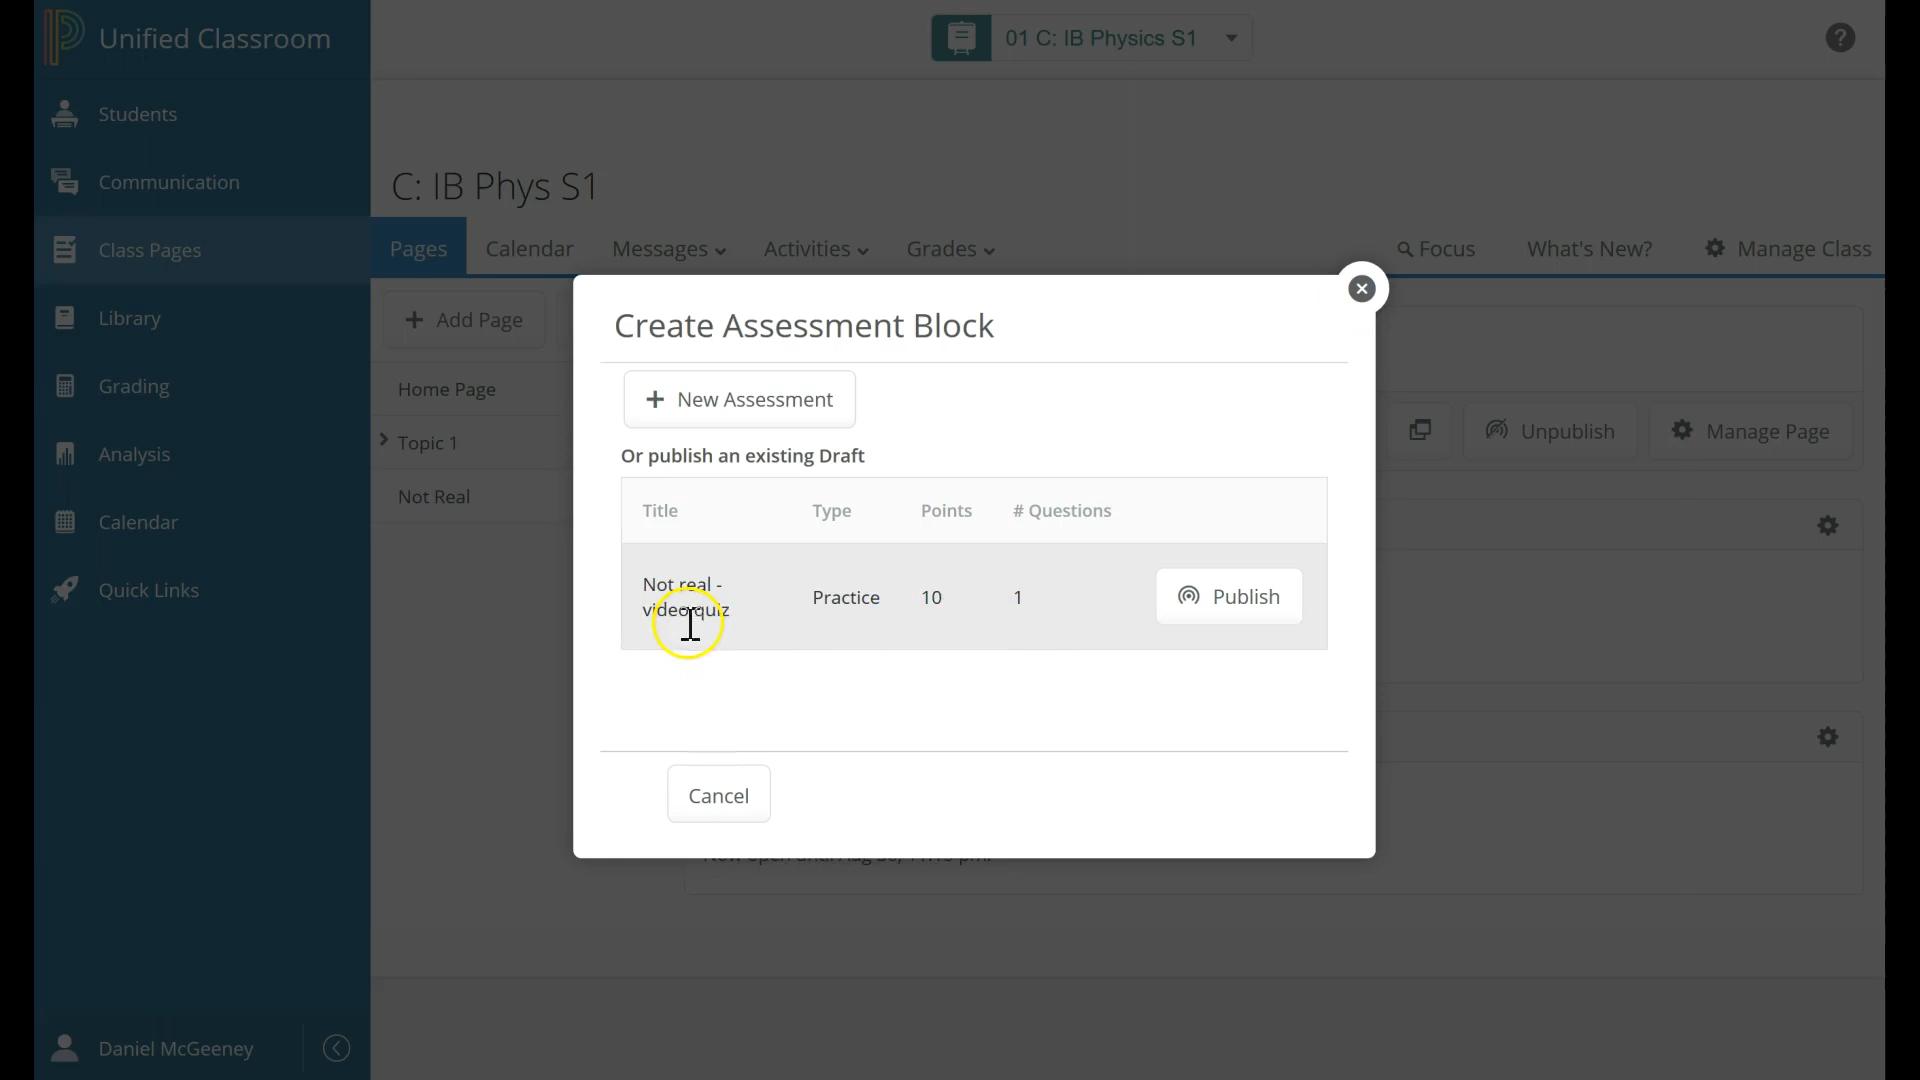 Unified Classroom
01 C: IB Physics S1
?
Students
Communication
Class Pages
Library
Grading
Analysis
Calendar
Quick Links
Daniel McGeeney
C: IB Phys S1
Pages
Calendar
Messages
Activities
Grades
Focus
What's New?
Manage Class
+ Add Page
Home Page
Topic 1
Not Real
Unpublish
Manage Page
Create Assessment Block
+ New Assessment
Or publish an existing Draft
Title Type Points # Questions
Not real -
video quiz
Practice 10 1
Publish
Cancel